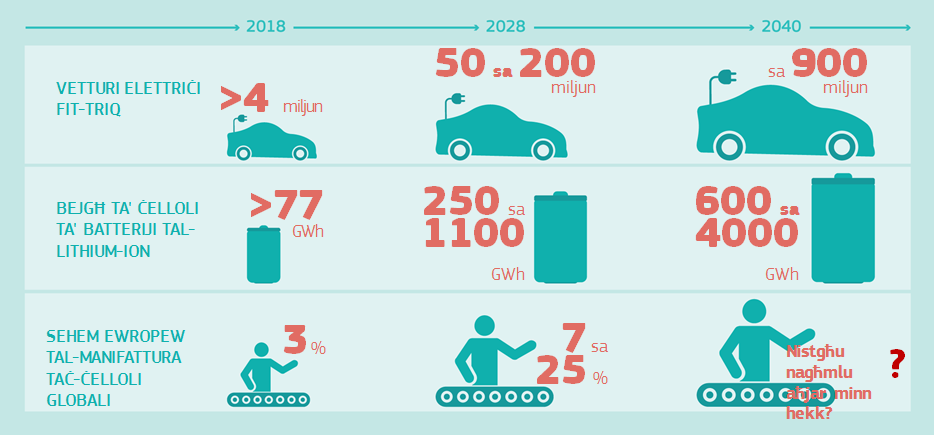 2018 2028 2040
VETTURI ELETTRIĊI
FIT-TRIQ
>4 miljun
50 sa 200
miljun
sa 900
miljun
BEJGĦ TA' ĊELLOLI
TA' BATTERIJI TAL-
LITHIUM-ION
>77
GWh
250 sa
1100
GWh
600 sa
4000
GWh
SEHEM EWROPEW
TAL-MANIFATTURA
TAĊ-ĊELLOLI
GLOBALI
3 %
7 sa
25 %
Nistgħu
nagħmlu
aħjar minn
hekk?
?